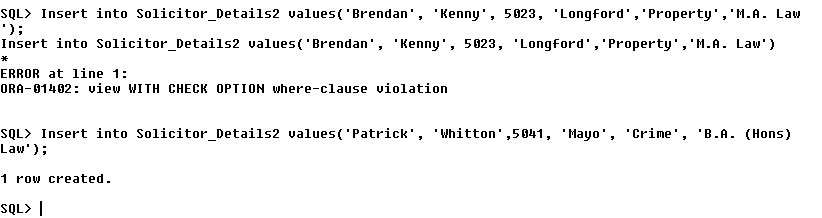 SQL> Insert into Solicitor_Details2 values('Brendan', 'Kenny', 5023, 'Longford','Property','M.A. Law
');
Insert into Solicitor_Details2 values('Brendan', 'Kenny', 5023, 'Longford','Property','M.A. Law')
*
ERROR at line 1:
ORA-01402: view WITH CHECK OPTION where-clause violation
SQL> Insert into Solicitor_Details2 values('Patrick', 'Whitton',5041, 'Mayo', 'Crime', 'B.A. (Hons)
Law');
1 row created.
SQL>